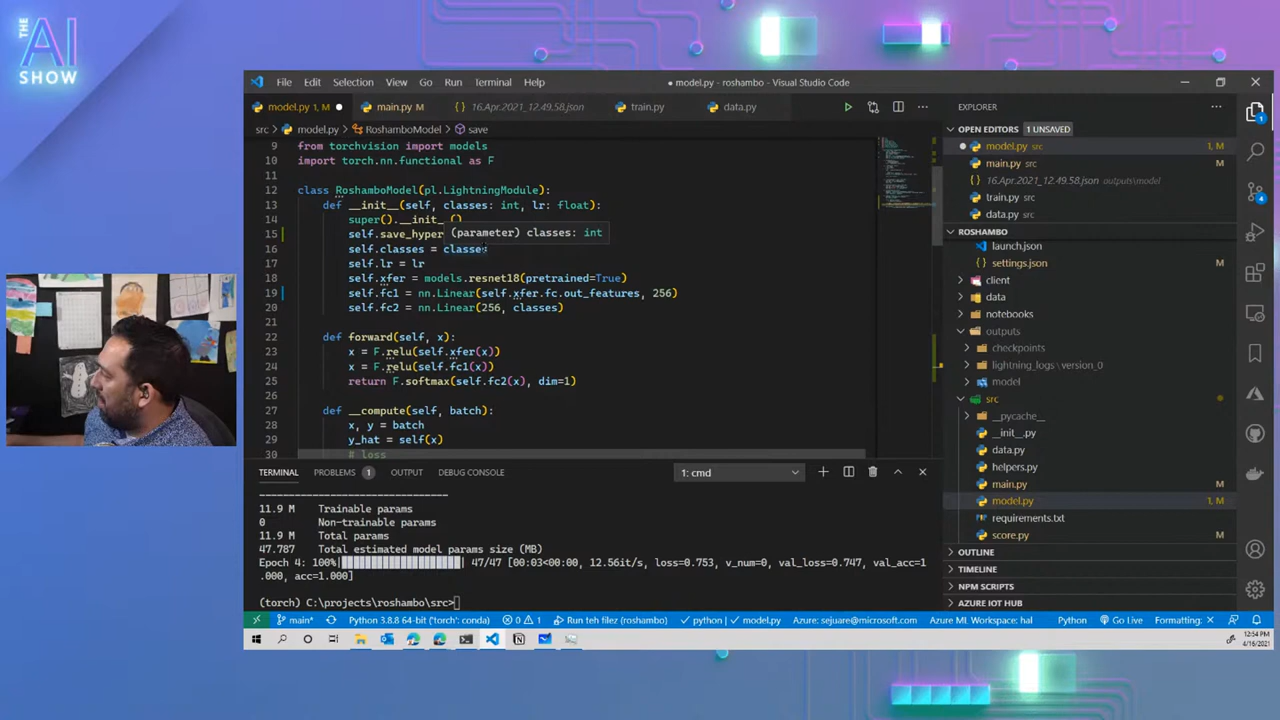 THE
AI
SHOW
File Edit Selection View Go Run Terminal Help
● model.py - roshambo - Visual Studio Code
model.py 1, M ●
main.py M
16.Apr.2021_12.49.58.json
train.py
data.py
src > model.py > RoshamboModel > save
9 from torchvision import models
10 import torch.nn.functional as F
11
12 class RoshamboModel(pl.LightningModule):
13 def __init__(self, classes: int, lr: float):
14 super().__init__()
15 self.save_hyper
(parameter) classes: int
16 self.classes = classes
17 self.lr = lr
18 self.xfer = models.resnet18(pretrained=True)
19 self.fc1 = nn.Linear(self.xfer.fc.out_features, 256)
20 self.fc2 = nn.Linear(256, classes)
21
22 def forward(self, x):
23 x = F.relu(self.xfer(x))
24 x = F.relu(self.fc1(x))
25 return F.softmax(self.fc2(x), dim=1)
26
27 def __compute(self, batch):
28 x, y = batch
29 y_hat = self(x)
30 # loss
TERMINAL PROBLEMS 1 OUTPUT DEBUG CONSOLE
1: cmd
-------------------------------
11.9 M Trainable params
0 Non-trainable params
11.9 M Total params
47.787 Total estimated model params size (MB)
Epoch 4: 100%| | 47/47 [00:03<00:00, 12.56it/s, loss=0.753, v_num=0, val_loss=0.747, val_acc=1
.000, acc=1.000]
(torch) C:\projects\roshambo\src>
EXPLORER
OPEN EDITORS 1 UNSAVED
● model.py src 1, M
main.py src M
16.Apr.2021_12.49.58.json outputs\model
train.py src
data.py src
ROSHAMBO
launch.json
settings.json
client
data
notebooks
outputs
checkpoints
lightning_logs \ version_0
model
src
__pycache__
__init__.py
data.py
helpers.py
main.py M
model.py 1, M
requirements.txt
score.py M
OUTLINE
TIMELINE
NPM SCRIPTS
AZURE IOT HUB
main* Python 3.8.8 64-bit ('torch': conda) 0 1 Run teh filez (roshambo) ✓ python | ✓ model.py Azure: sejuare@microsoft.com Azure ML Workspace: hal Python Go Live Formatting: ✕
12:54 PM
4/16/2021